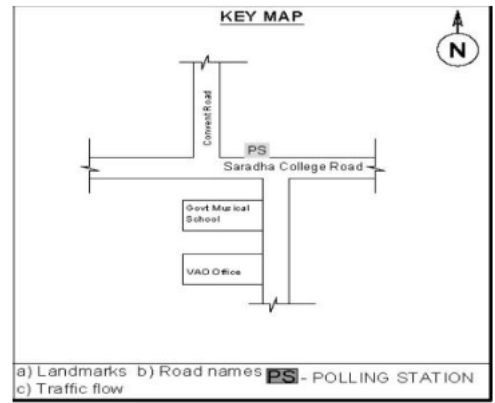 KEY MAP
N
Convent Road
PS
Saradha College Road
Govt Musical
School
VAO Office
a) Landmarks b) Road names PS - POLLING STATION
c) Traffic flow